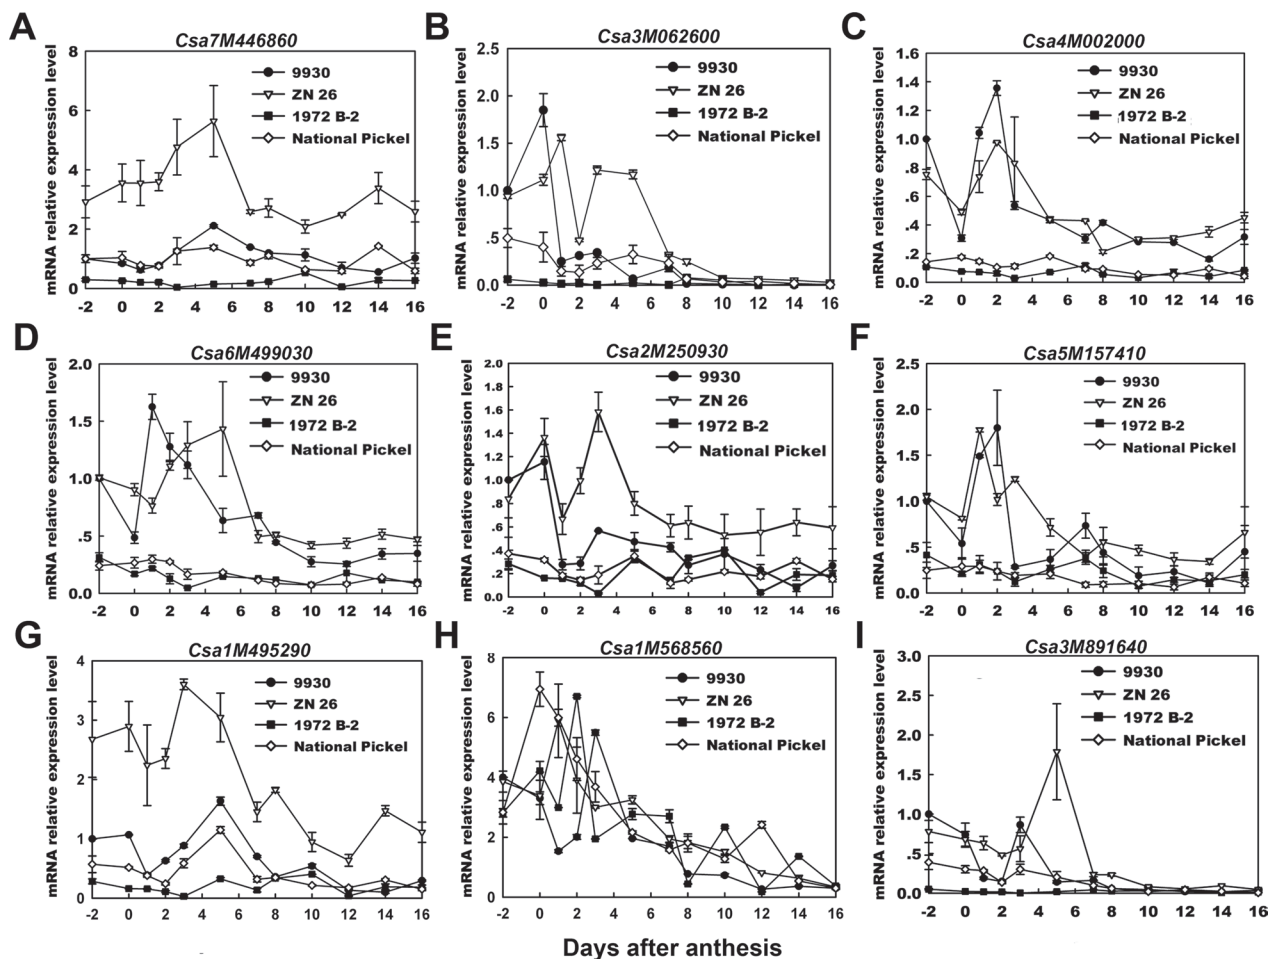 A
Csa7M446860
mRNA relative expression level
8
6
4
2
0
9930
ZN 26
1972 B-2
National Pickel
-2 0 2 4 6 8 10 12 14 16
B
Csa3M062600
mRNA relative expression level
2.5
2.0
1.5
1.0
.5
0.0
9930
ZN 26
1972 B-2
National Pickel
-2 0 2 4 6 8 10 12 14 16
C
Csa4M002000
mRNA relative expression level
1.6
1.4
1.2
1.0
.8
.6
.4
.2
0
9930
ZN 26
1972 B-2
National Pickel
-2 0 2 4 6 8 10 12 14 16
D
Csa6M499030
mRNA relative expression level
2.0
1.5
1.0
.5
0.0
9930
ZN 26
1972 B-2
National Pickel
-2 0 2 4 6 8 10 12 14 16
E
Csa2M250930
mRNA relative expression level
2.0
1.8
1.6
1.4
1.2
1.0
.8
.6
.4
.2
0.0
9930
ZN 26
1972 B-2
National Pickel
-2 0 2 4 6 8 10 12 14 16
F
Csa5M157410
mRNA relative expression level
2.5
2.0
1.5
1.0
.5
0.0
9930
ZN 26
1972 B-2
National Pickel
-2 0 2 4 6 8 10 12 14 16
G
Csa1M495290
mRNA relative expression level
4
3
2
1
0
9930
ZN 26
1972 B-2
National Pickel
-2 0 2 4 6 8 10 12 14 16
H
Csa1M568560
mRNA relative expression level
8
6
4
2
0
9930
ZN 26
1972 B-2
National Pickel
-2 0 2 4 6 8 10 12 14 16
I
Csa3M891640
mRNA relative expression level
3.0
2.5
2.0
1.5
1.0
.5
0.0
9930
ZN 26
1972 B-2
National Pickel
-2 0 2 4 6 8 10 12 14 16
Days after anthesis